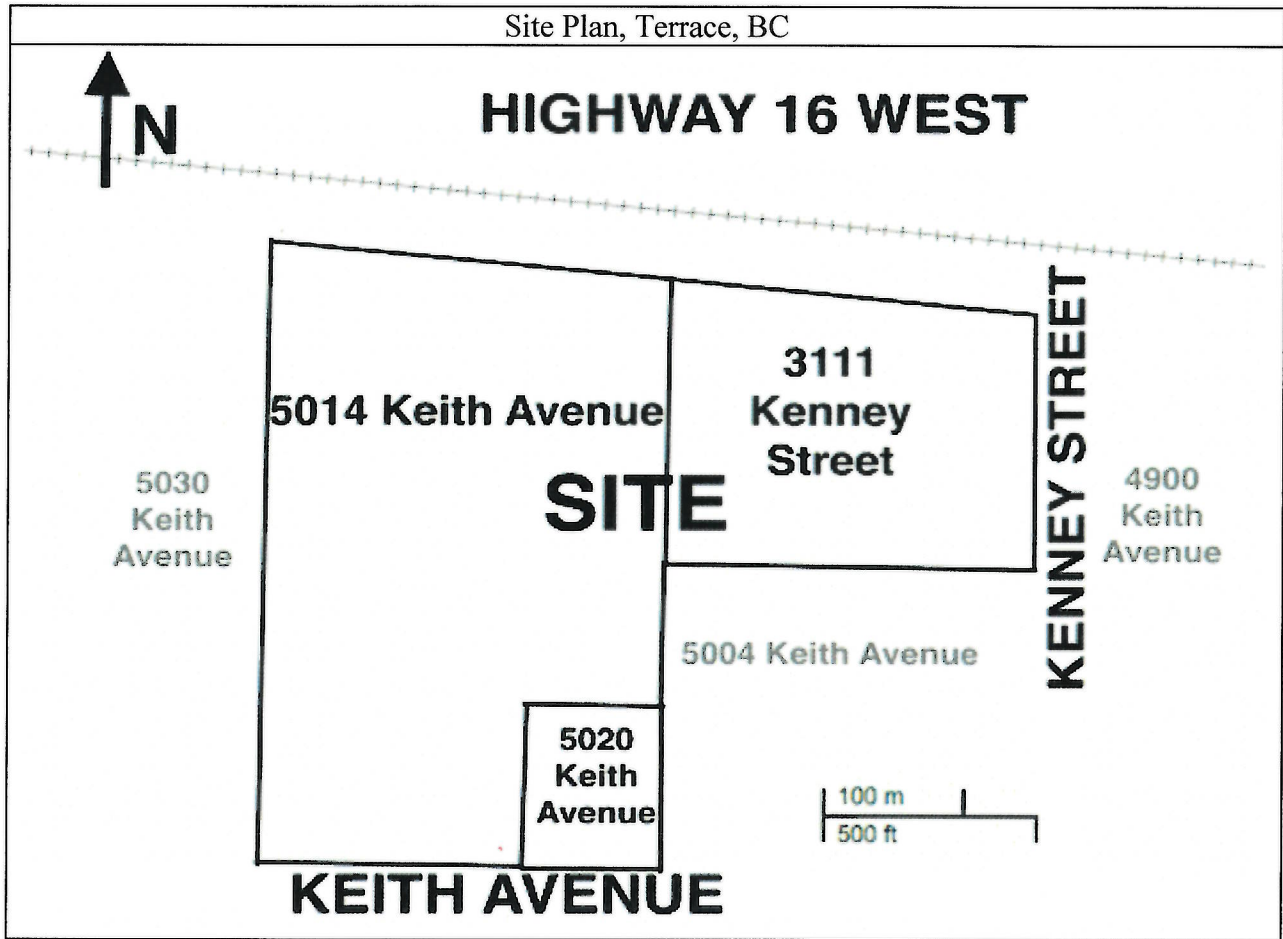 Site Plan, Terrace, BC
N
HIGHWAY 16 WEST
5014 Keith Avenue
3111
Kenney
Street
SITE
KENNEY STREET
5030
Keith
Avenue
4900
Keith
Avenue
5004 Keith Avenue
5020
Keith
Avenue
100 m
500 ft
KEITH AVENUE